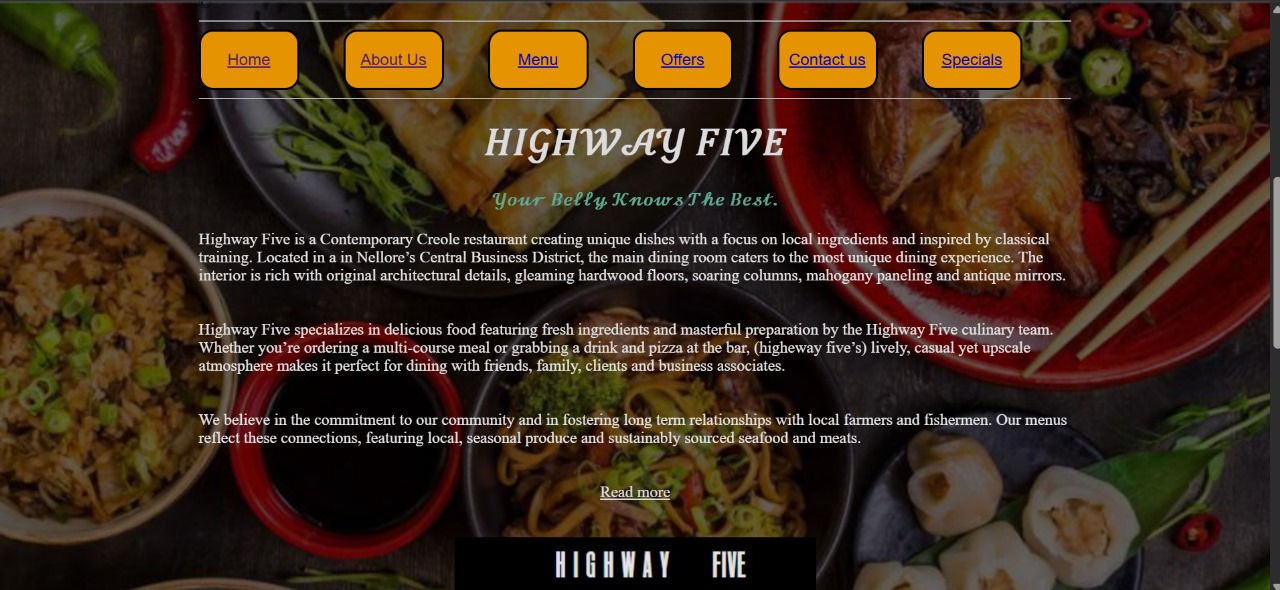 Home About Us Menu Offers Contact us Specials
HIGHWAY FIVE
Your Belly Knows The Best.
Highway Five is a Contemporary Creole restaurant creating unique dishes with a focus on local ingredients and inspired by classical
training. Located in a in Nellore’s Central Business District, the main dining room caters to the most unique dining experience. The
interior is rich with original architectural details, gleaming hardwood floors, soaring columns, mahogany paneling and antique mirrors.
Highway Five specializes in delicious food featuring fresh ingredients and masterful preparation by the Highway Five culinary team.
Whether you’re ordering a multi-course meal or grabbing a drink and pizza at the bar, (higheway five’s) lively, casual yet upscale
atmosphere makes it perfect for dining with friends, family, clients and business associates.
We believe in the commitment to our community and in fostering long term relationships with local farmers and fishermen. Our menus
reflect these connections, featuring local, seasonal produce and sustainably sourced seafood and meats.
Read more
HIGHWAY FIVE